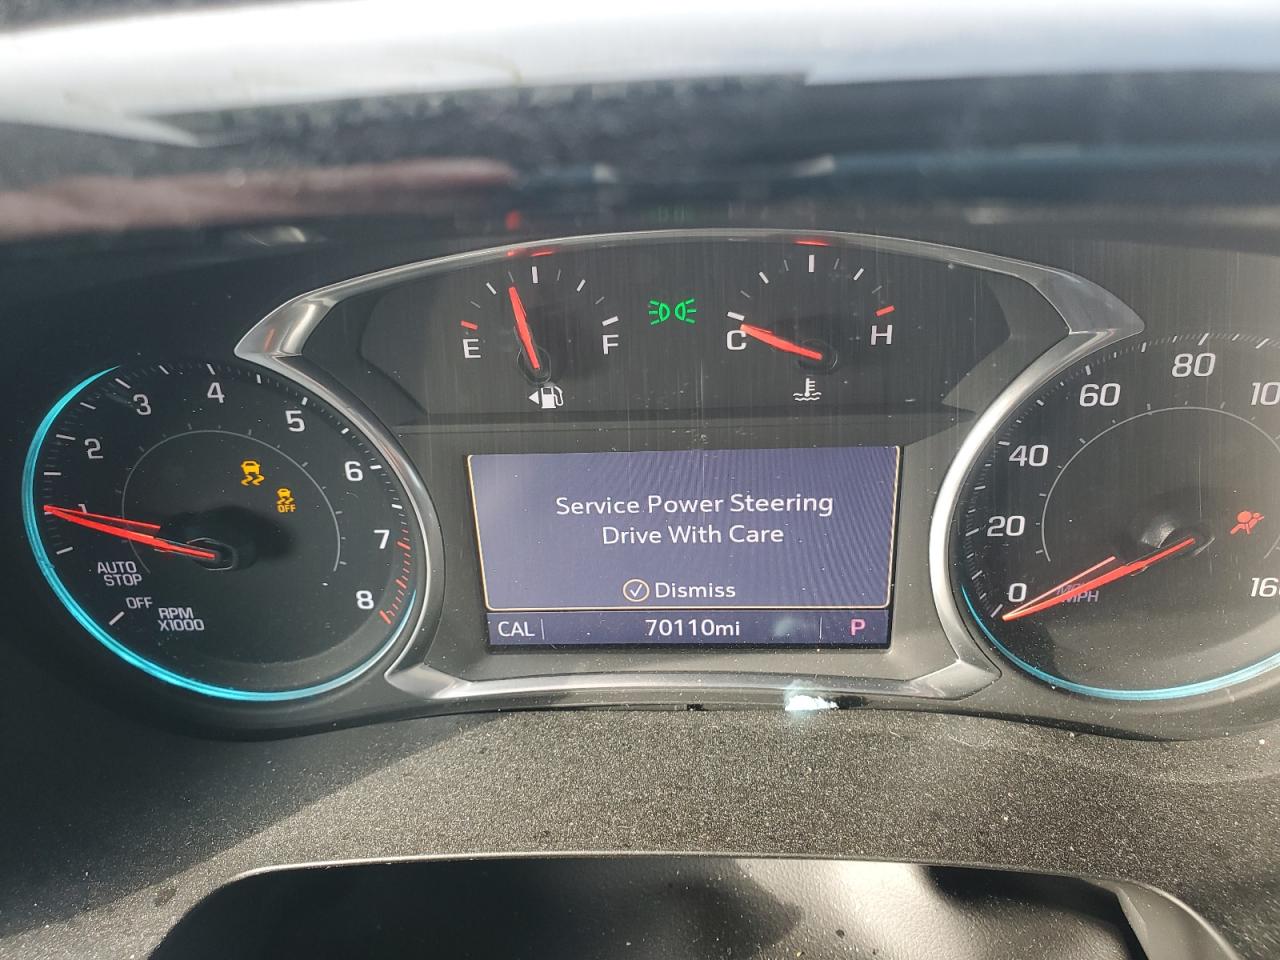 E
F
C
H
1
2
3
4
5
6
7
8
OFF
AUTO
STOP
OFF
RPM
X1000
Service Power Steering
Drive With Care
Dismiss
CAL
70110mi
P
0
20
40
60
80
160
MPH